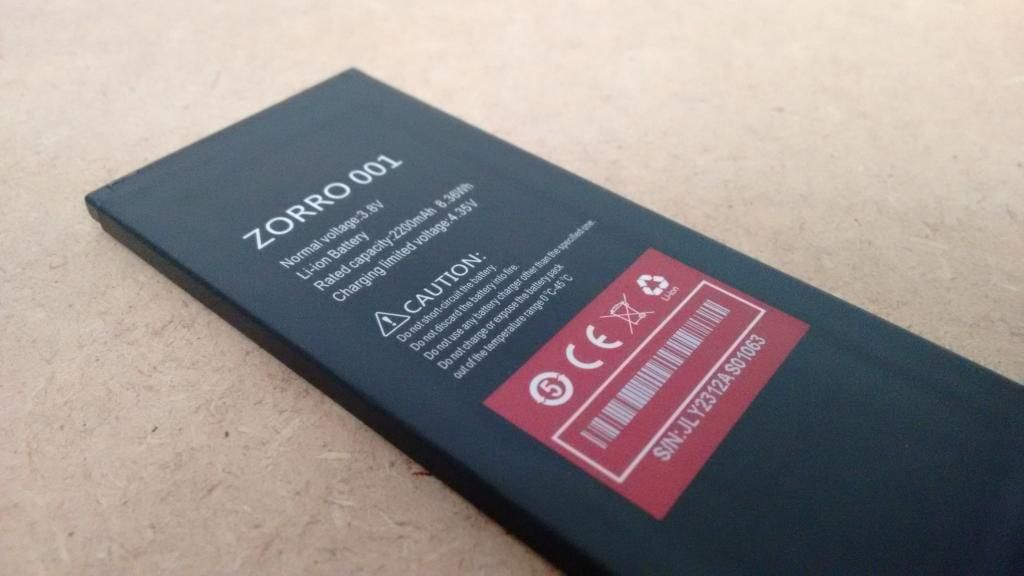 ZORRO 001
Normal voltage:3.8V
Li-ion Battery
Rated capacity:2200mAh 8.36Wh
Charging limited voltage:4.35V
CAUTION:
Do not short-circuit the battery.
Do not discard the battery into fire.
Do not use any battery charger other than the specified one.
Do not charge or expose the battery pack
out of the temperature range 0°C-45°C
5 CE Li-ion
S/N:JLY2312AS01063